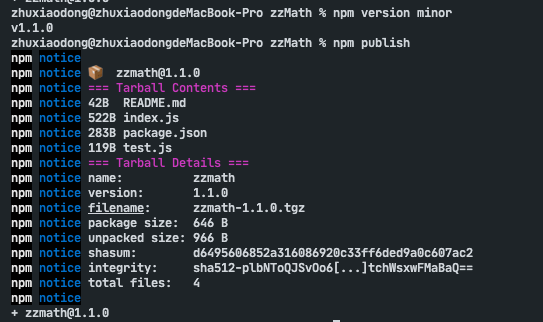 zhuxiaodong@zhuxiaodongdeMacBook-Pro zzMath % npm version minor
v1.1.0
zhuxiaodong@zhuxiaodongdeMacBook-Pro zzMath % npm publish
npm notice
npm notice 📦  zzmath@1.1.0
npm notice === Tarball Contents ===
npm notice 42B  README.md
npm notice 522B index.js
npm notice 283B package.json
npm notice 119B test.js
npm notice === Tarball Details ===
npm notice name:          zzmath
npm notice version:       1.1.0
npm notice filename:      zzmath-1.1.0.tgz
npm notice package size:  646 B
npm notice unpacked size: 966 B
npm notice shasum:        d6495606852a316086920c33ff6ded9a0c607ac2
npm notice integrity:     sha512-plbNToQJSvOo6[...]tchWsxwFMaBaQ==
npm notice total files:   4
npm notice
+ zzmath@1.1.0